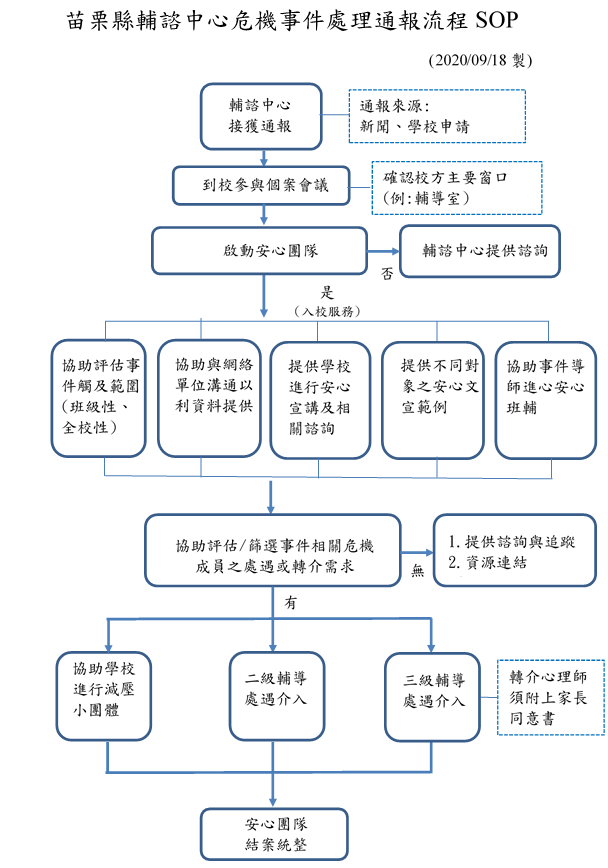 苗栗縣輔諮中心危機事件處理通報流程 SOP
(2020/09/18 製)
輔諮中心
接獲通報
通報來源:
新聞、學校申請
到校參與個案會議
確認校方主要窗口
(例:輔導室)
啟動安心團隊
否
輔諮中心提供諮詢
是
(入校服務)
協助評估事
件觸及範圍
(班級性、
全校性)
協助與網絡
單位溝通以
利資料提供
提供學校
進行安心
宣講及相
關諮詢
提供不同對
象之安心文
宣範例
協助事件導
師進心安心
班輔
協助評估/篩選事件相關危機
成員之處遇或轉介需求
無
1.提供諮詢與追蹤
2.資源連結
有
協助學校
進行減壓
小團體
二級輔導
處遇介入
三級輔導
處遇介入
轉介心理師
須附上家長
同意書
安心團隊
結案統整